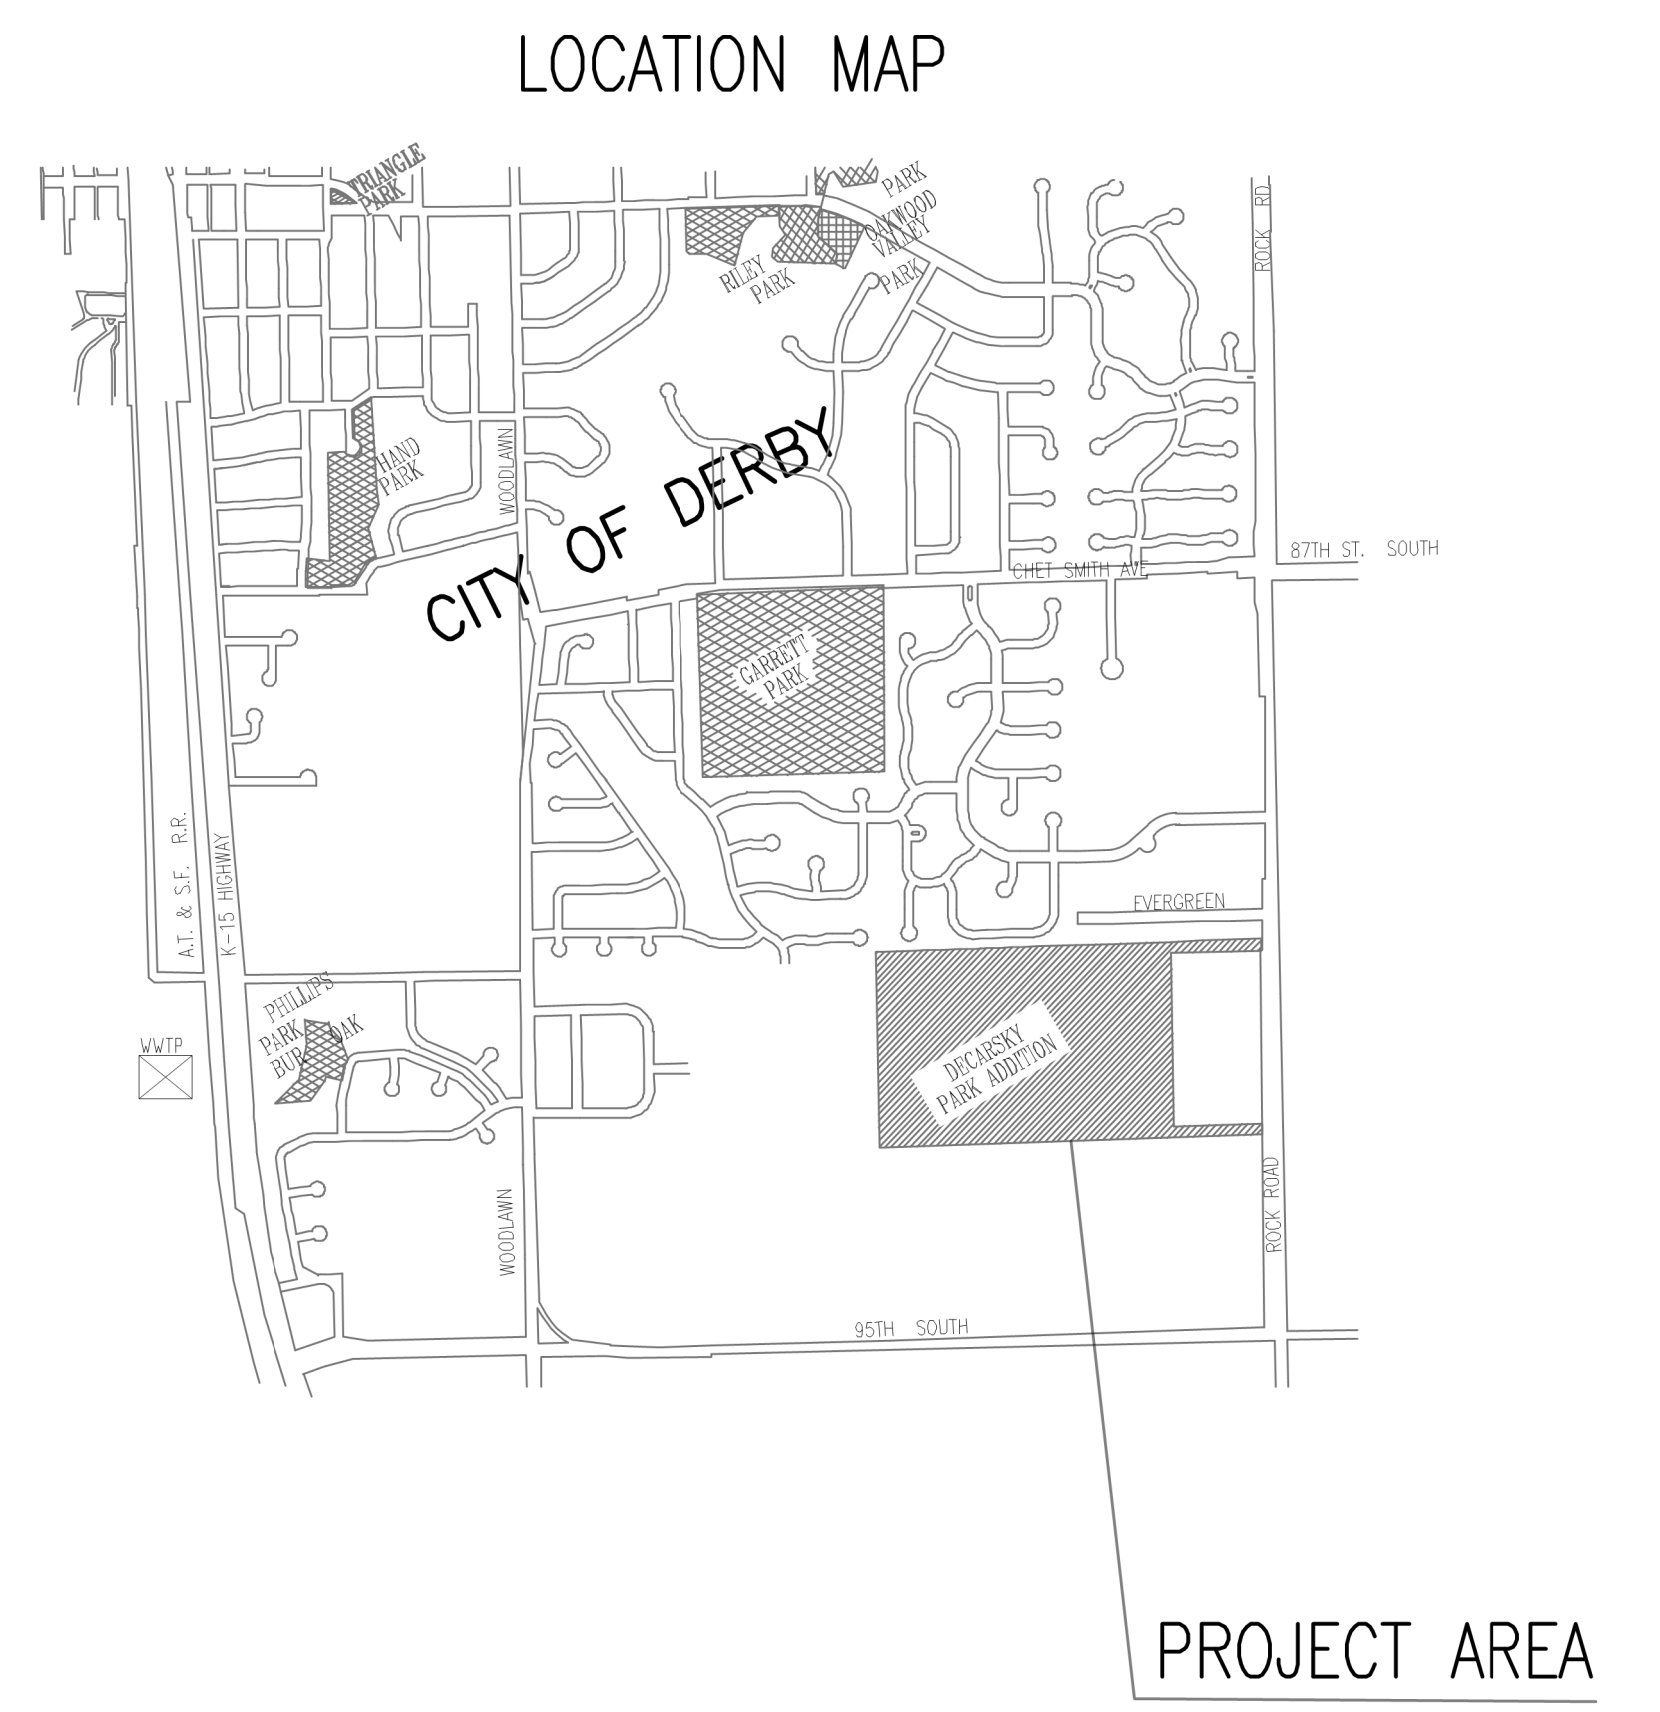 LOCATION MAP
TRIANGLE
PARK
PARK
OAKWOOD
VALLEY
PARK
RILEY
PARK
ROCK RD
HAND
PARK
WOODLAWN
CITY OF DERBY
87TH ST. SOUTH
CHET SMITH AVE
GARRETT
PARK
A.T. & S.F. R.R.
K-15 HIGHWAY
EVERGREEN
PHILLIPS
PARK
BUR OAK
WWTP
DECARSKY
PARK ADDITION
WOODLAWN
ROCK ROAD
95TH SOUTH
PROJECT AREA